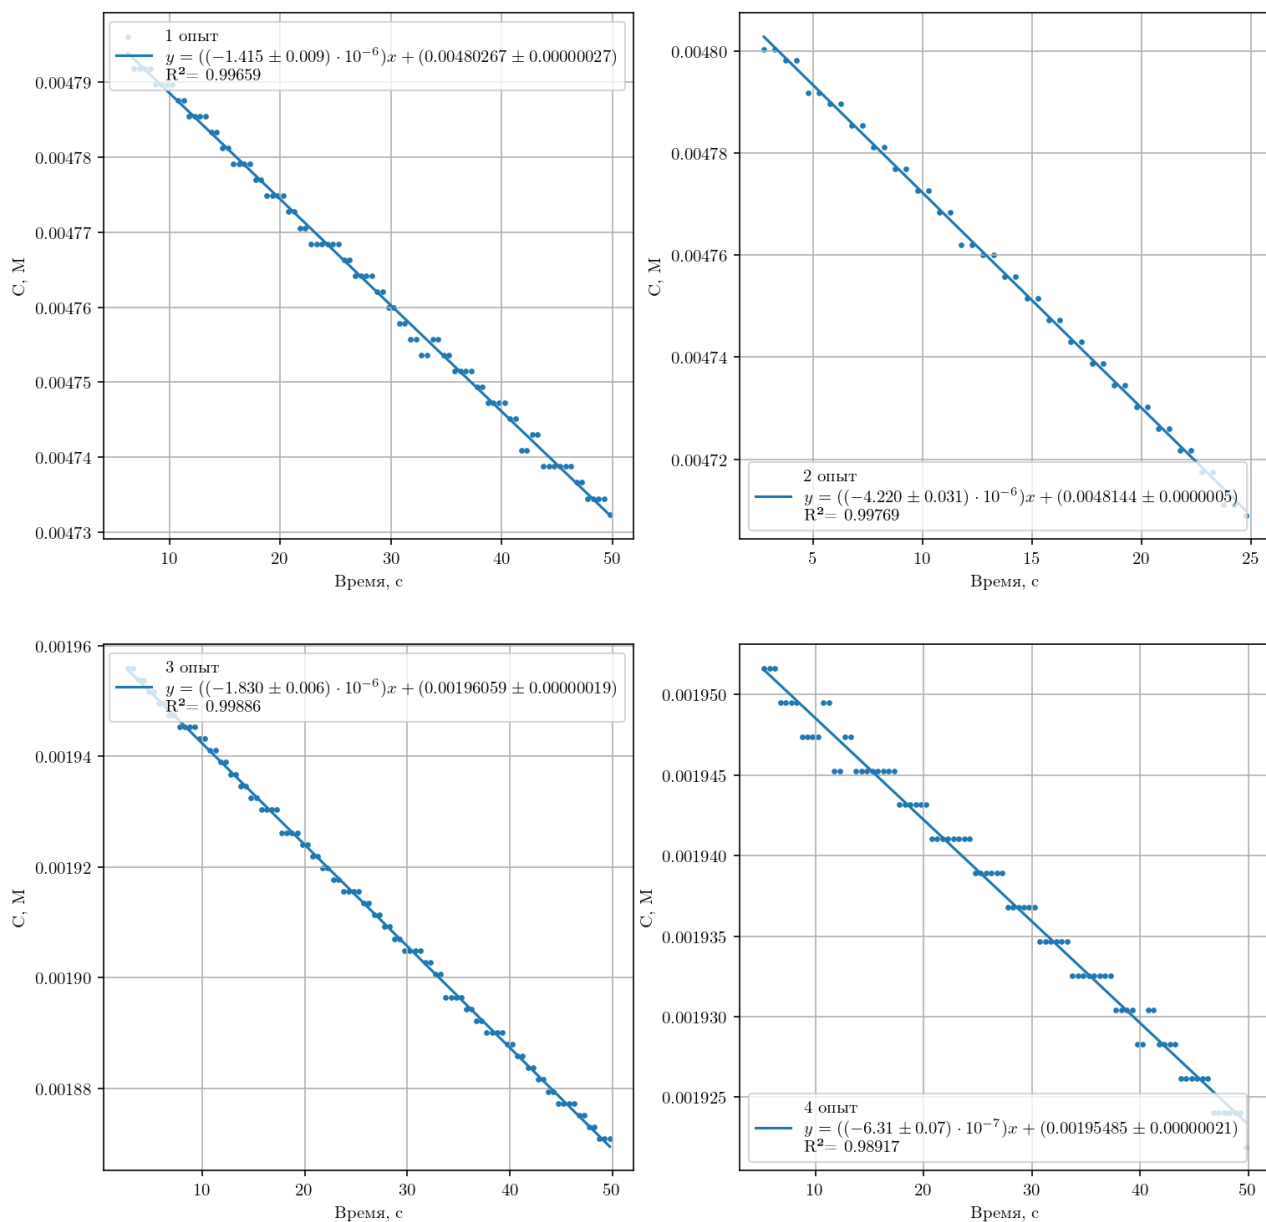 1 опыт
y = ((−1.415 ± 0.009) · 10⁻⁶)x + (0.00480267 ± 0.00000027)
R²= 0.99659
0.00479
0.00478
0.00477
0.00476
0.00475
0.00474
0.00473
С, М
10 20 30 40 50
Время, с
0.00480
0.00478
0.00476
0.00474
0.00472
С, М
2 опыт
y = ((−4.220 ± 0.031) · 10⁻⁶)x + (0.0048144 ± 0.0000005)
R²= 0.99769
5 10 15 20 25
Время, с
0.00196
3 опыт
y = ((−1.830 ± 0.006) · 10⁻⁶)x + (0.00196059 ± 0.00000019)
R²= 0.99886
0.00194
0.00192
0.00190
0.00188
С, М
10 20 30 40 50
Время, с
0.001950
0.001945
0.001940
0.001935
0.001930
0.001925
С, М
4 опыт
y = ((−6.31 ± 0.07) · 10⁻⁷)x + (0.00195485 ± 0.00000021)
R²= 0.98917
10 20 30 40 50
Время, с